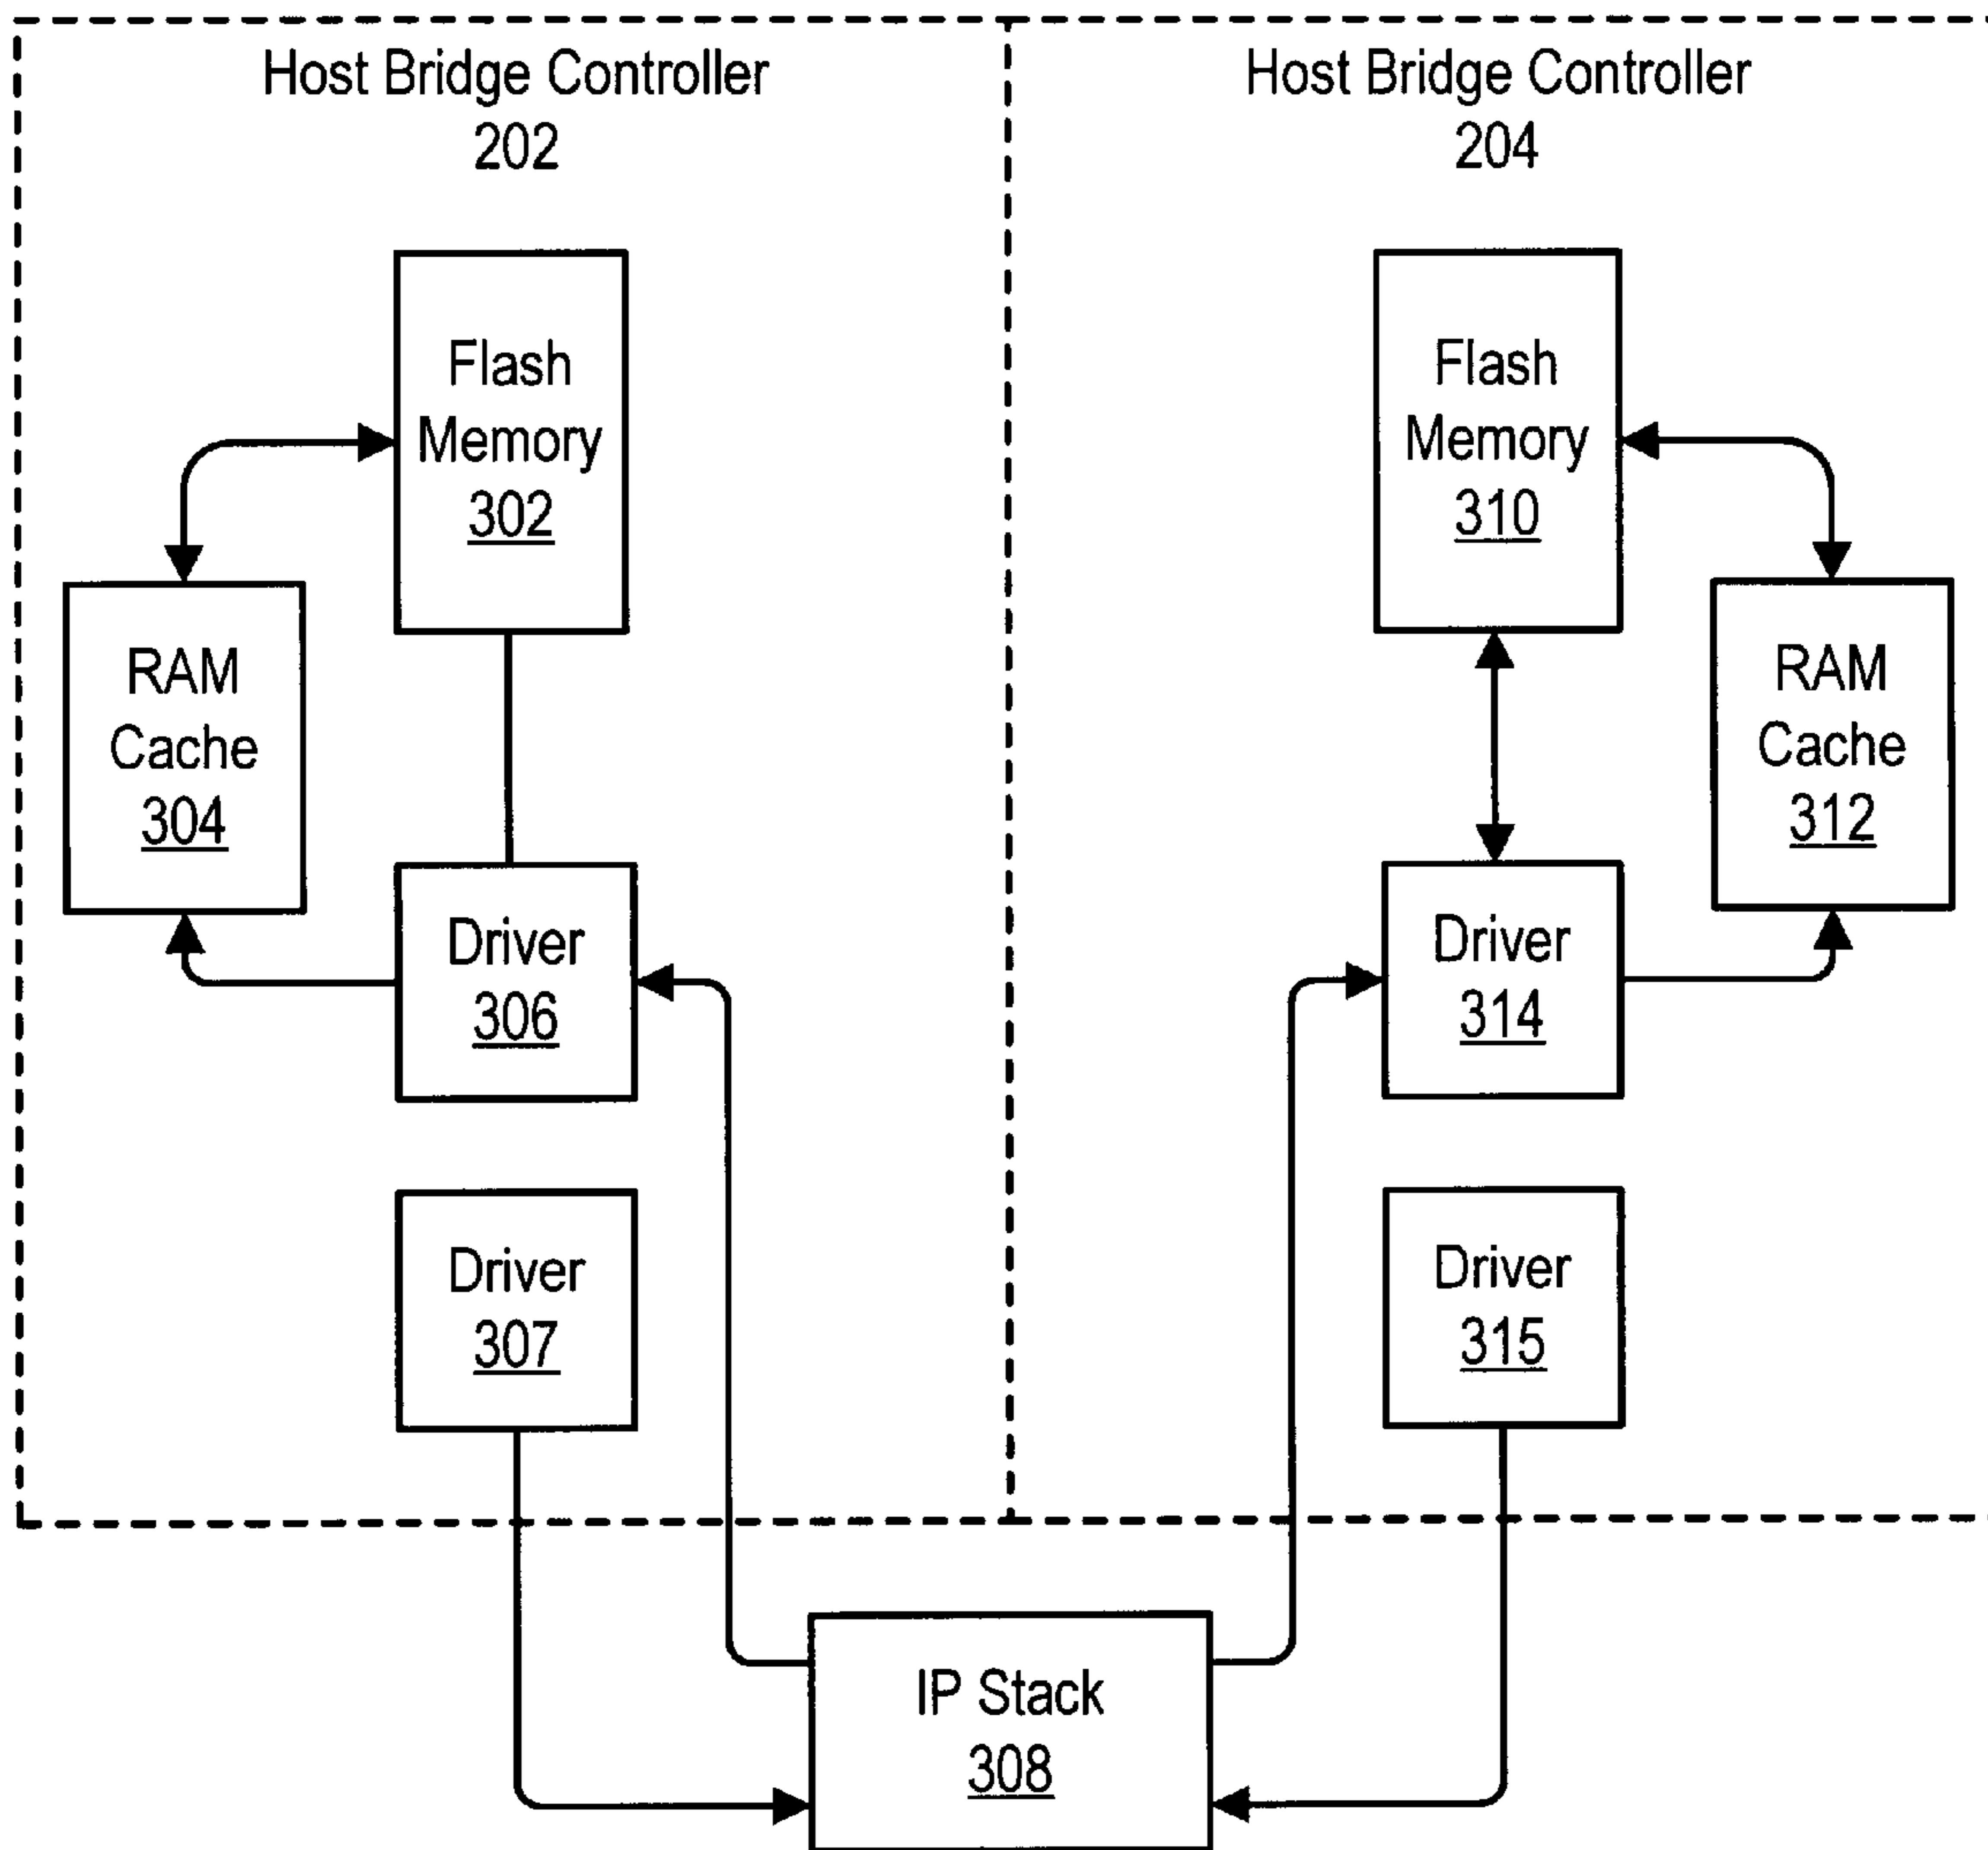 Host Bridge Controller
202
Host Bridge Controller
204
Flash
Memory
302
Flash
Memory
310
RAM
Cache
304
RAM
Cache
312
Driver
306
Driver
314
Driver
307
Driver
315
IP Stack
308